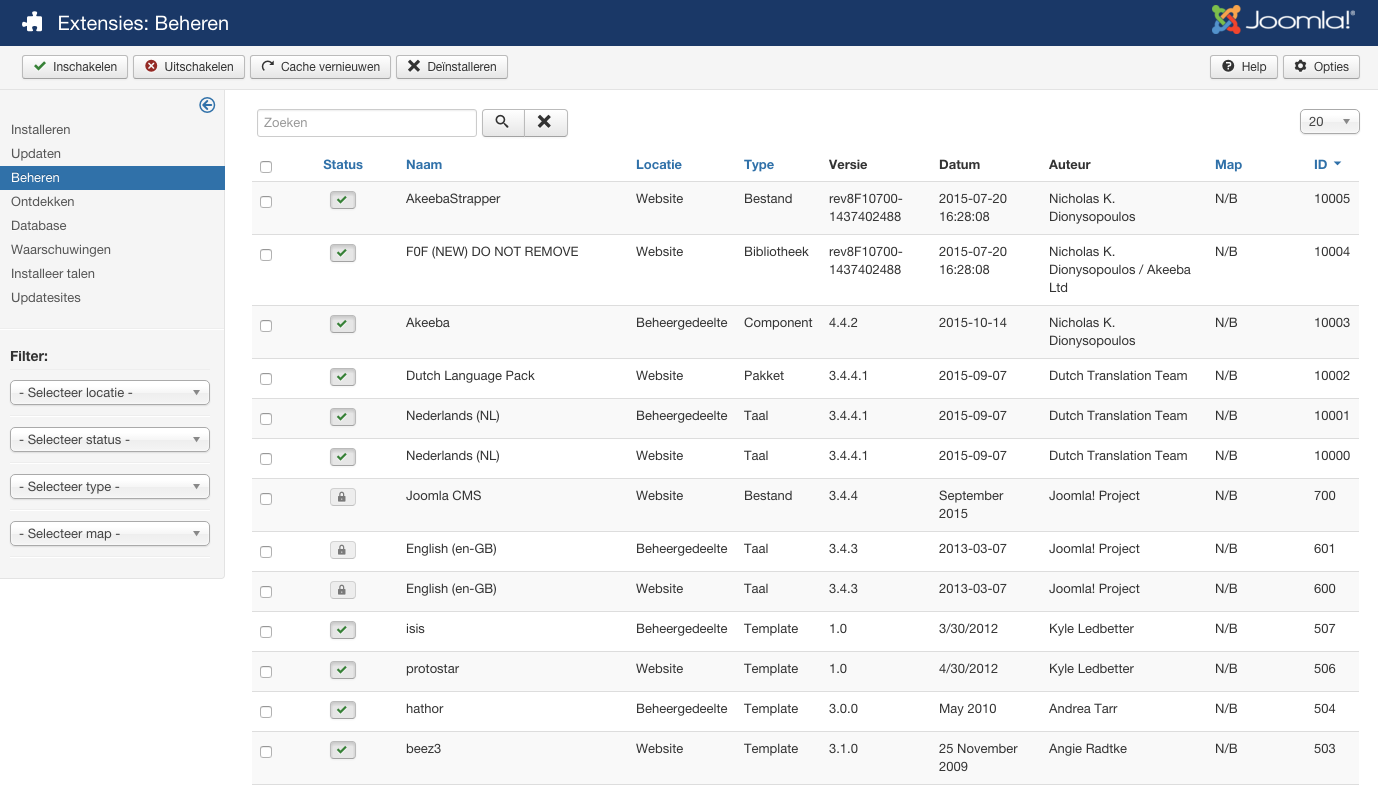 Extensies: Beheren
Joomla!®
Inschakelen Uitschakelen Cache vernieuwen Deïnstalleren Help Opties
Installeren
Updaten
Beheren
Ontdekken
Database
Waarschuwingen
Installeer talen
Updatesites
Filter:
- Selecteer locatie -
- Selecteer status -
- Selecteer type -
- Selecteer map -
Zoeken
20
Status Naam Locatie Type Versie Datum Auteur Map ID
AkeebaStrapper Website Bestand rev8F10700- 2015-07-20 Nicholas K. N/B 10005
1437402488 16:28:08 Dionysopoulos
F0F (NEW) DO NOT REMOVE Website Bibliotheek rev8F10700- 2015-07-20 Nicholas K. N/B 10004
1437402488 16:28:08 Dionysopoulos / Akeeba
Ltd
Akeeba Beheergedeelte Component 4.4.2 2015-10-14 Nicholas K. N/B 10003
Dionysopoulos
Dutch Language Pack Website Pakket 3.4.4.1 2015-09-07 Dutch Translation Team N/B 10002
Nederlands (NL) Beheergedeelte Taal 3.4.4.1 2015-09-07 Dutch Translation Team N/B 10001
Nederlands (NL) Website Taal 3.4.4.1 2015-09-07 Dutch Translation Team N/B 10000
Joomla CMS Website Bestand 3.4.4 September Joomla! Project N/B 700
2015
English (en-GB) Beheergedeelte Taal 3.4.3 2013-03-07 Joomla! Project N/B 601
English (en-GB) Website Taal 3.4.3 2013-03-07 Joomla! Project N/B 600
isis Beheergedeelte Template 1.0 3/30/2012 Kyle Ledbetter N/B 507
protostar Website Template 1.0 4/30/2012 Kyle Ledbetter N/B 506
hathor Beheergedeelte Template 3.0.0 May 2010 Andrea Tarr N/B 504
beez3 Website Template 3.1.0 25 November Angie Radtke N/B 503
2009